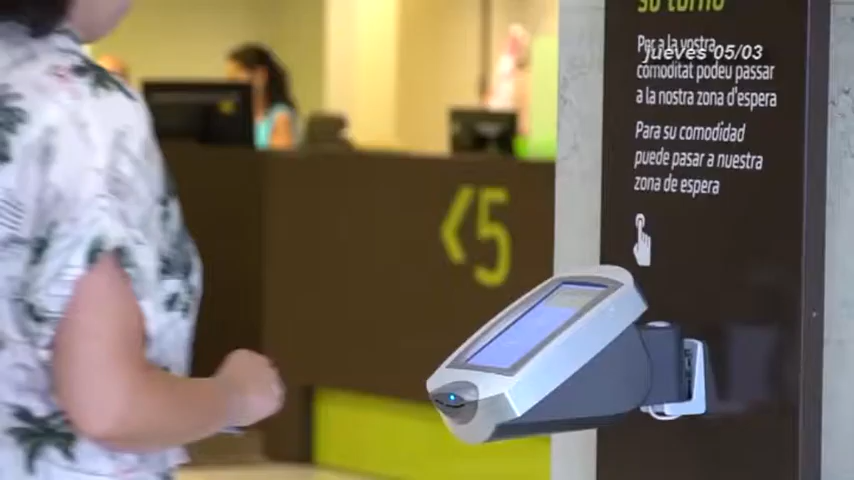 su torno
Per a la vostra
jueves 05/03
comoditat podeu passar
a la nostra zona d'espera
Para su comodidad
puede pasar a nuestra
zona de espera
<5